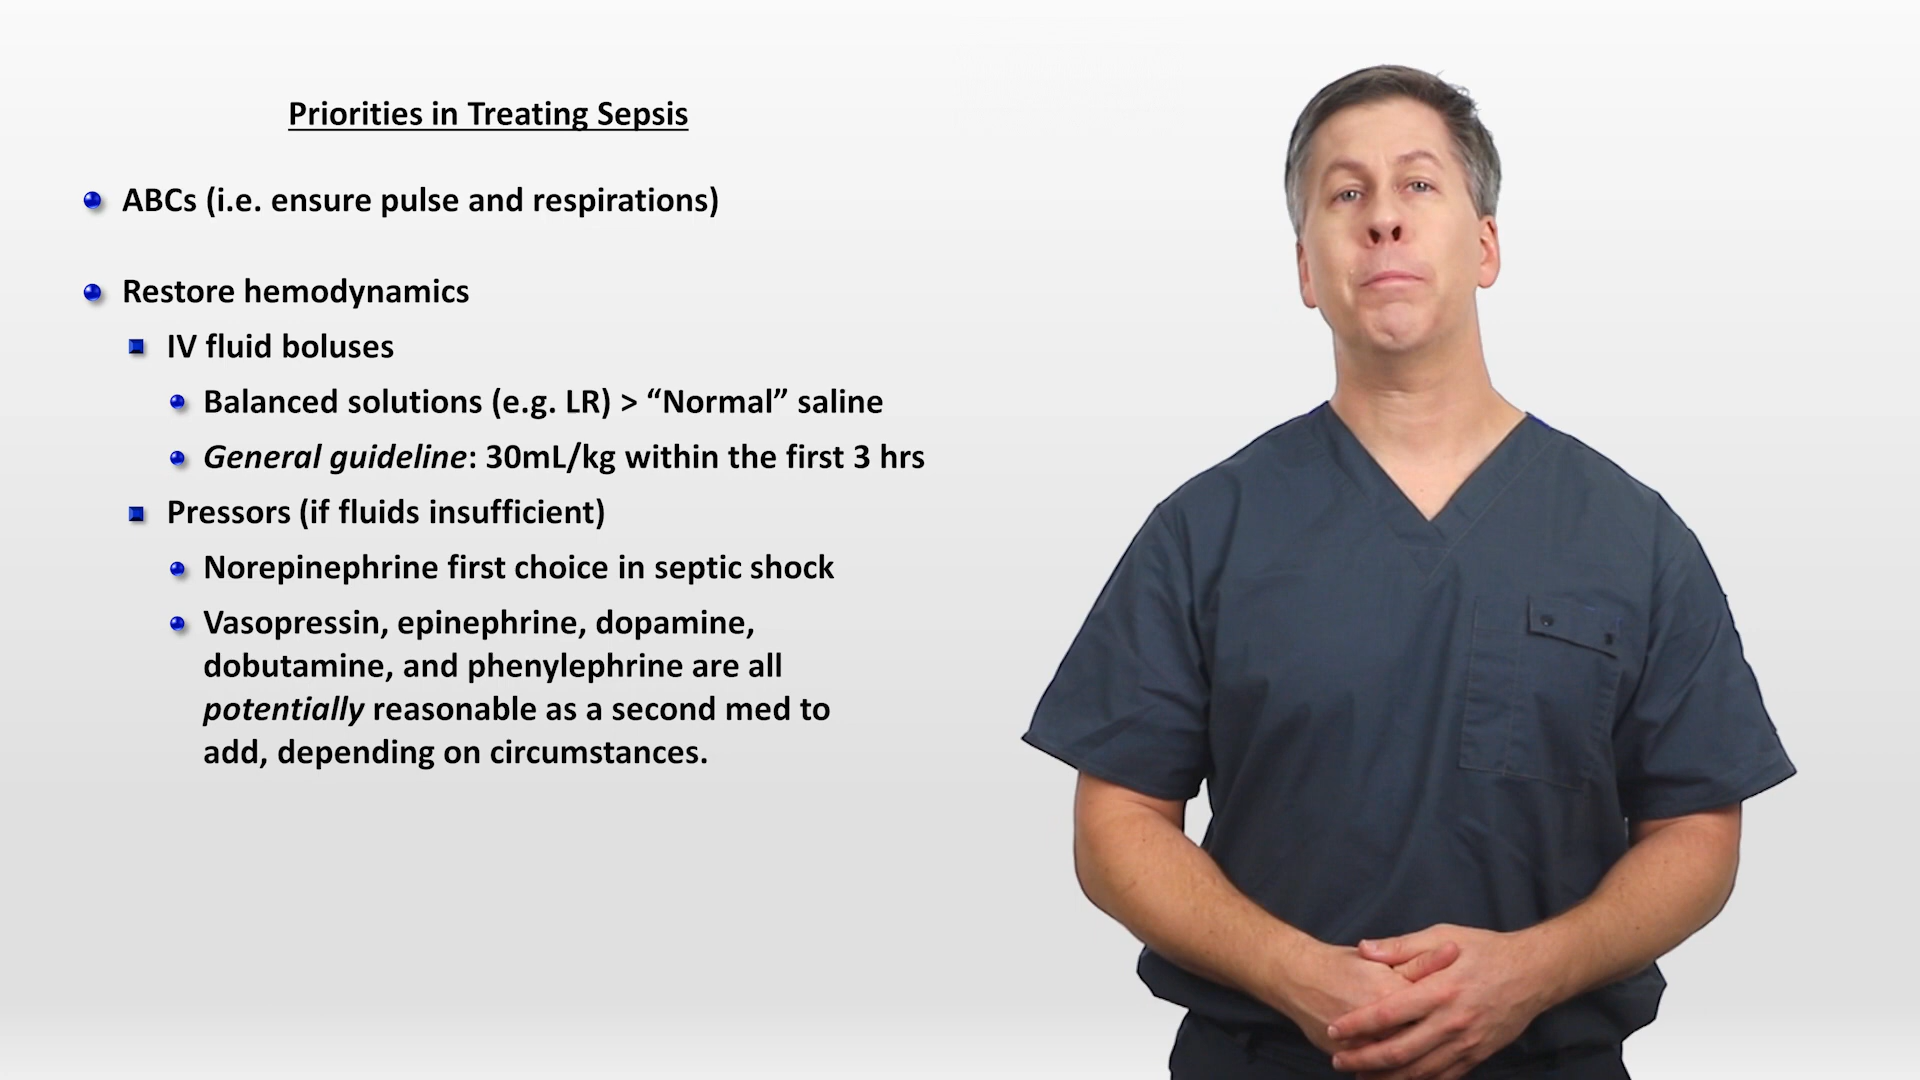 Priorities in Treating Sepsis
ABCs (i.e. ensure pulse and respirations)
Restore hemodynamics
IV fluid boluses
Balanced solutions (e.g. LR) > “Normal” saline
General guideline: 30mL/kg within the first 3 hrs
Pressors (if fluids insufficient)
Norepinephrine first choice in septic shock
Vasopressin, epinephrine, dopamine,
dobutamine, and phenylephrine are all
potentially reasonable as a second med to
add, depending on circumstances.